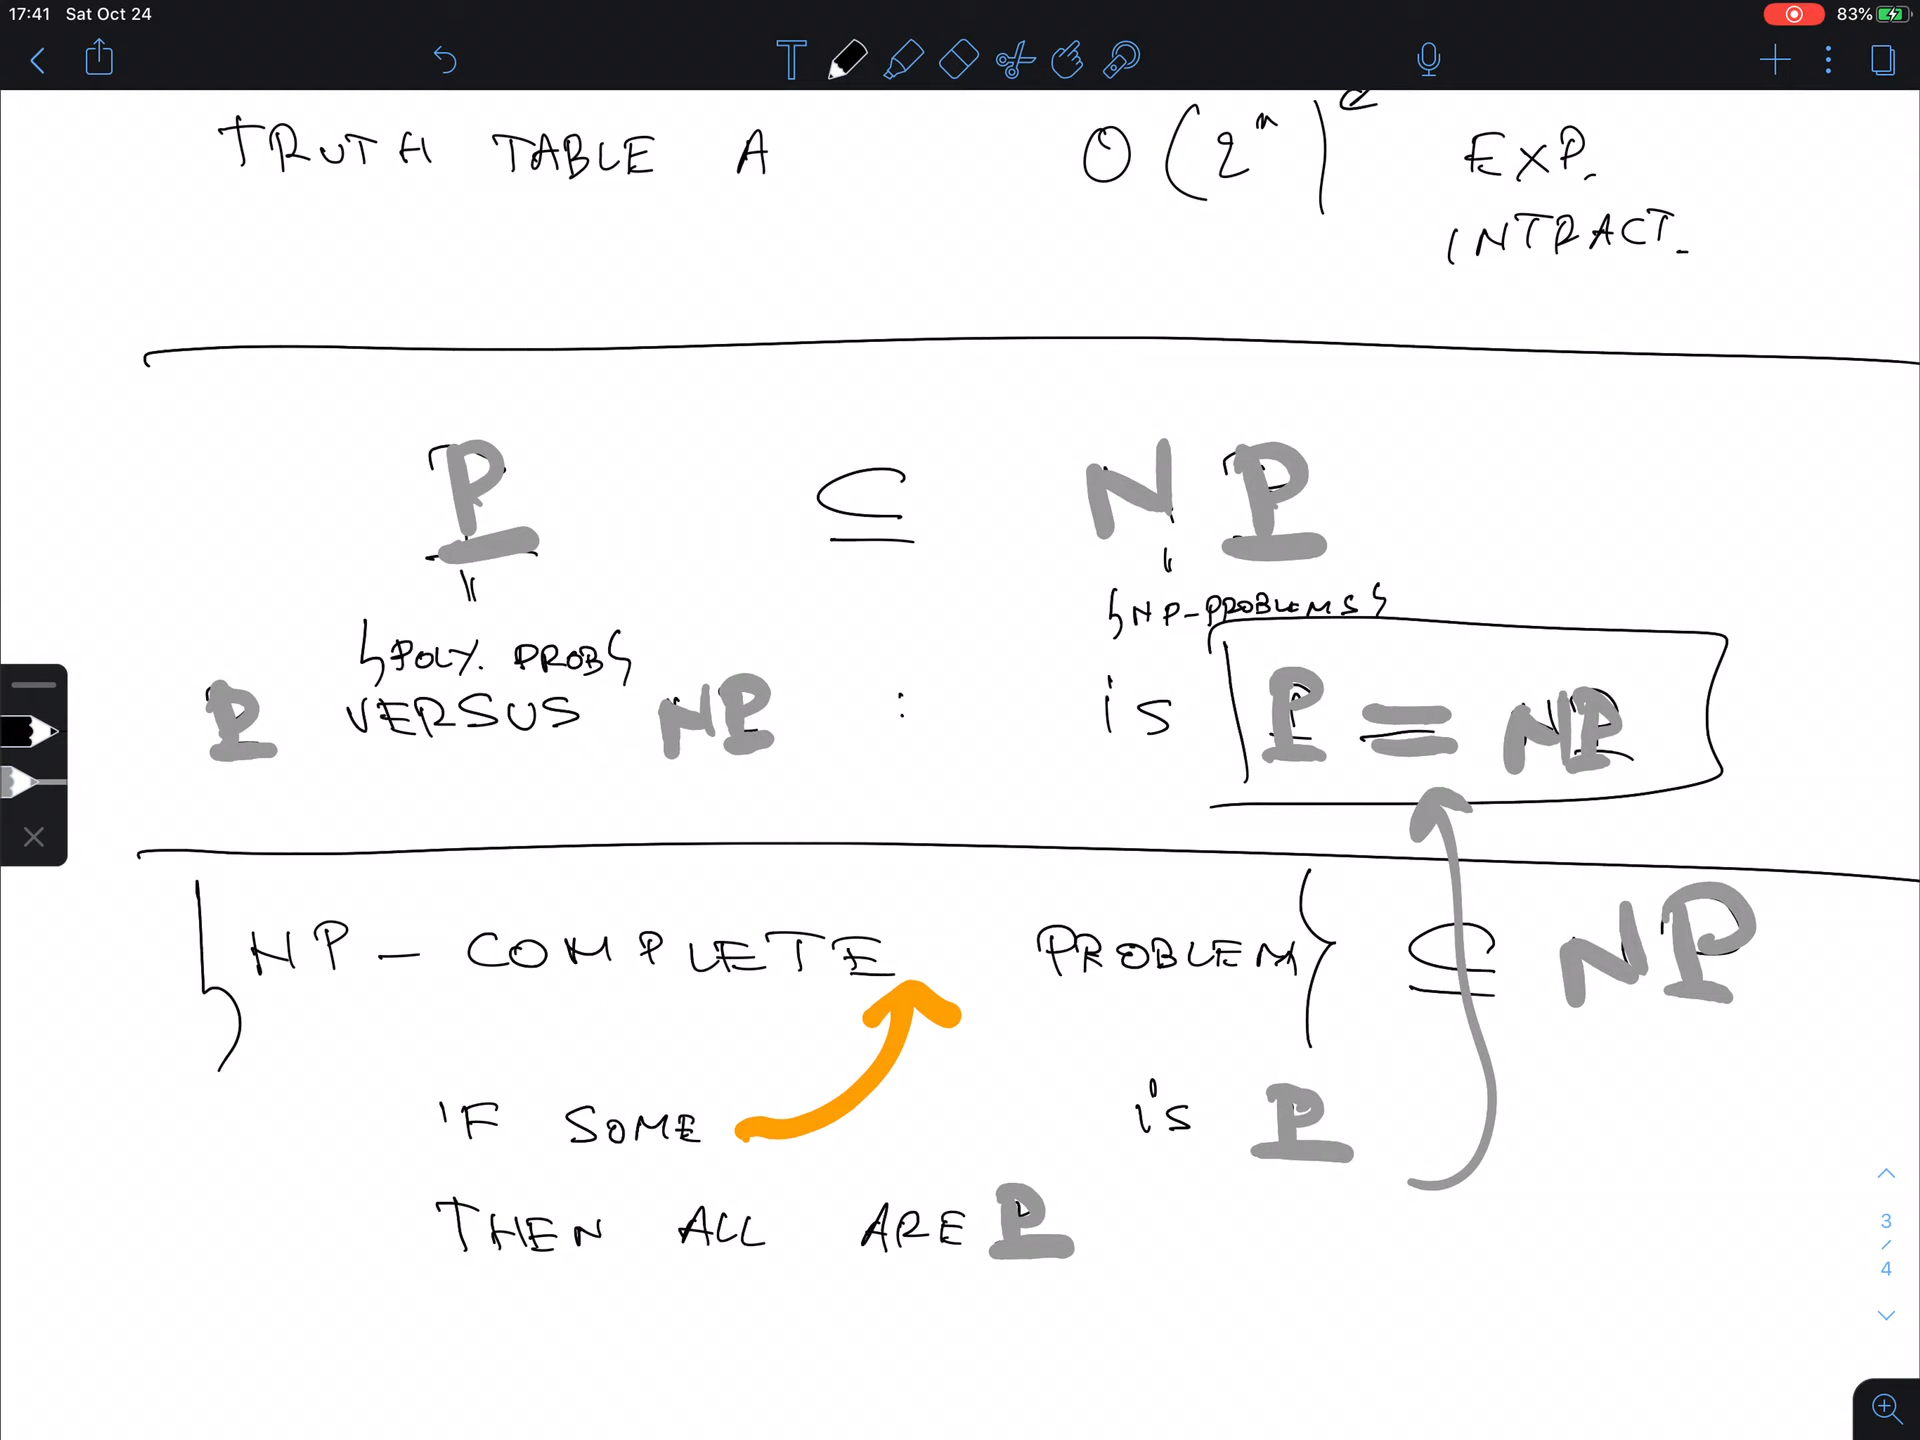 17:41 Sat Oct 24 83%
TRUTH TABLE A O(2^n) EXP.
INTRACT.
P ⊆ NP
{POLY. PROB} {NP-PROBLEMS}
P VERSUS NP : is P = NP
{NP-COMPLETE PROBLEM} ⊆ NP
IF SOME is P
THEN ALL ARE P
3
/
4